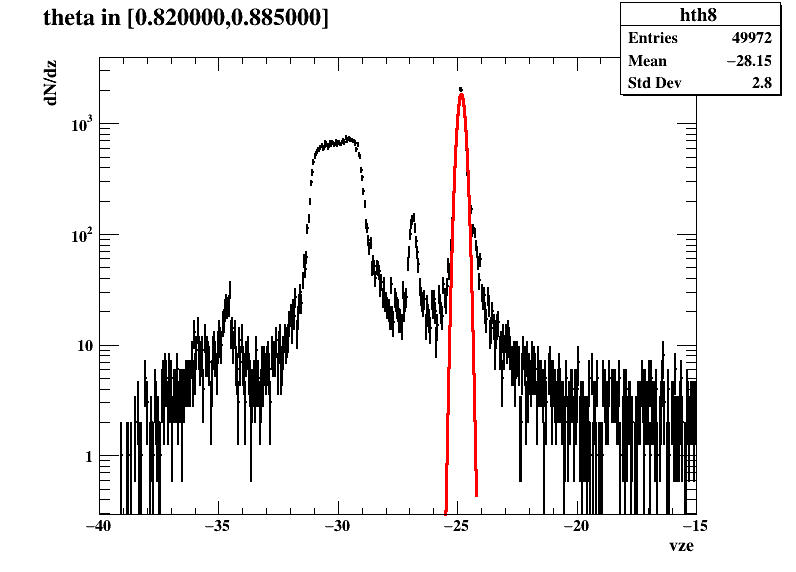 theta in [0.820000,0.885000]
hth8
Entries 49972
Mean −28.15
Std Dev 2.8
dN/dz
10³
10²
10
1
−40 −35 −30 −25 −20 −15
vze